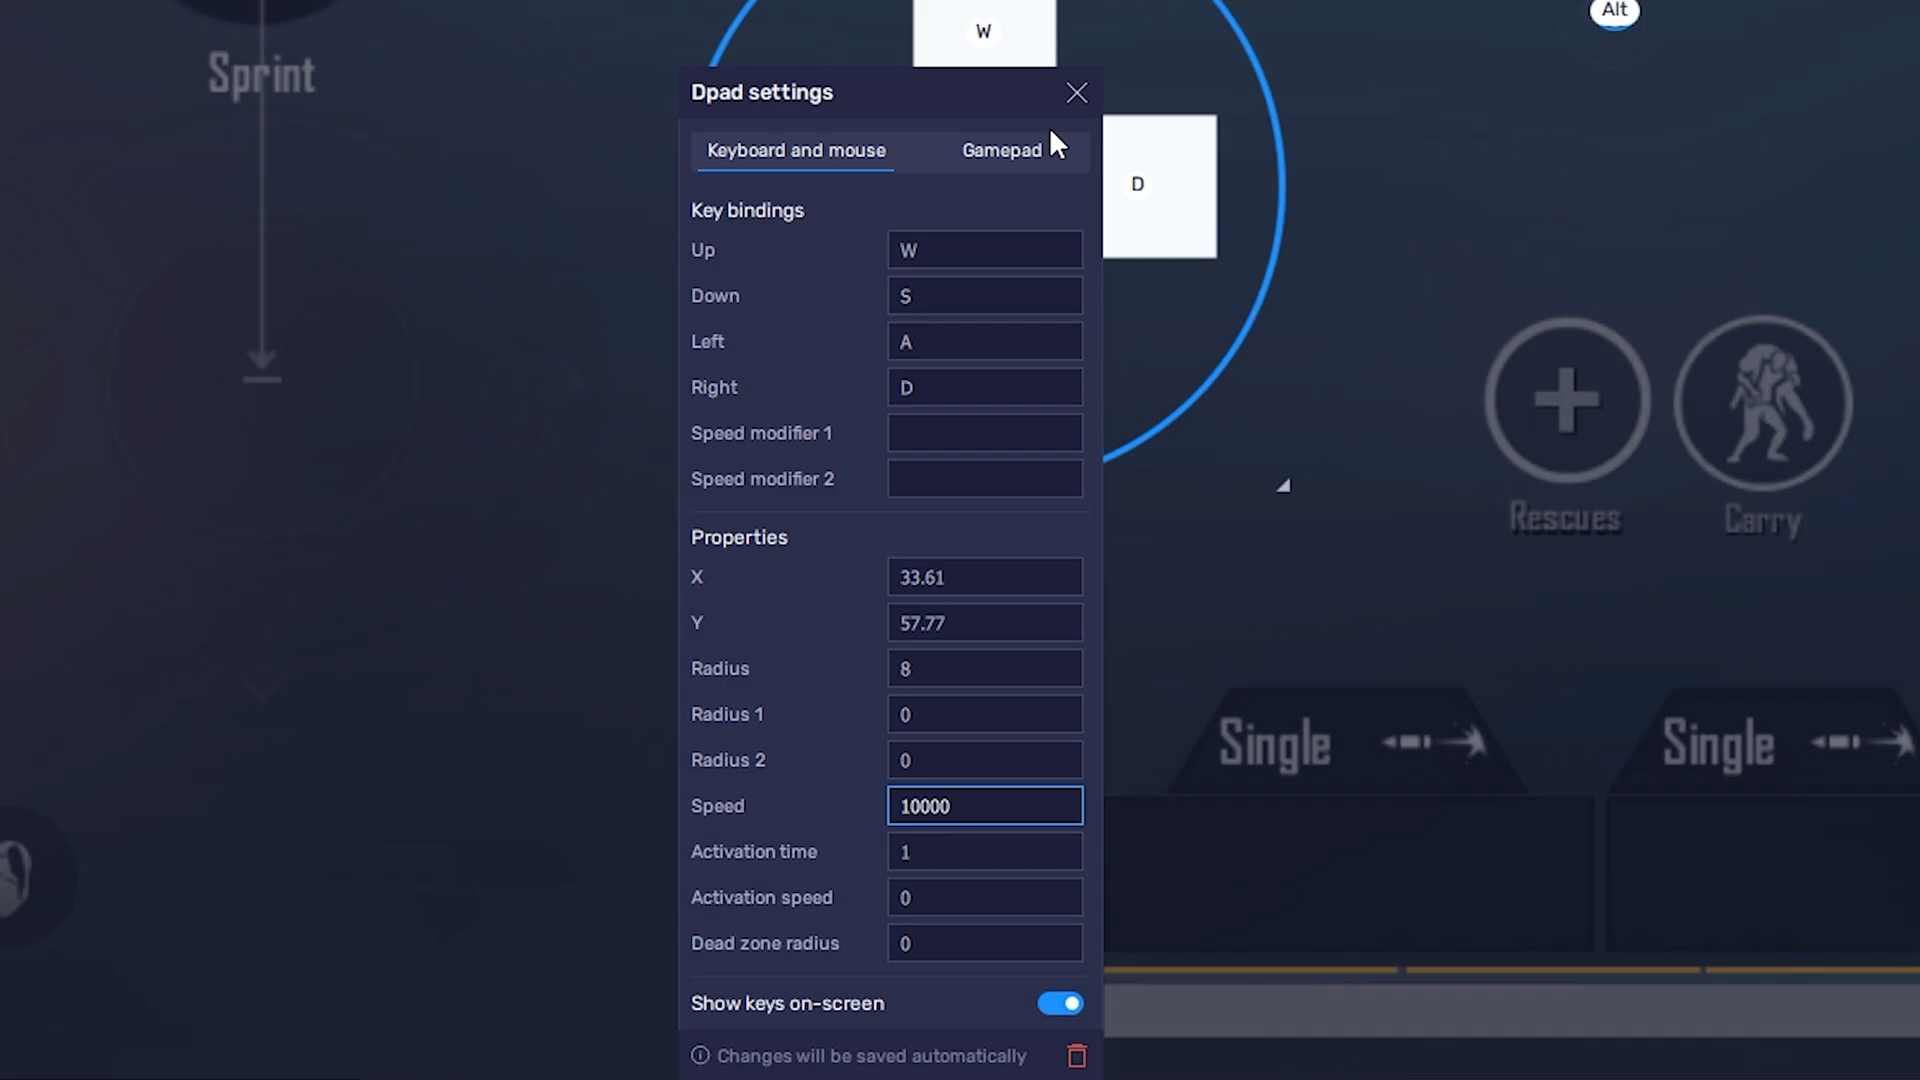 Alt
W
Sprint
Dpad settings
Keyboard and mouse
Gamepad
D
Key bindings
Up W
Down S
Left A
Right D
Speed modifier 1
Speed modifier 2
Rescues
Carry
Properties
X 33.61
Y 57.77
Radius 8
Radius 1 0
Radius 2 0
Single
Single
Speed 10000
Activation time 1
Activation speed 0
Dead zone radius 0
Show keys on-screen
Changes will be saved automatically